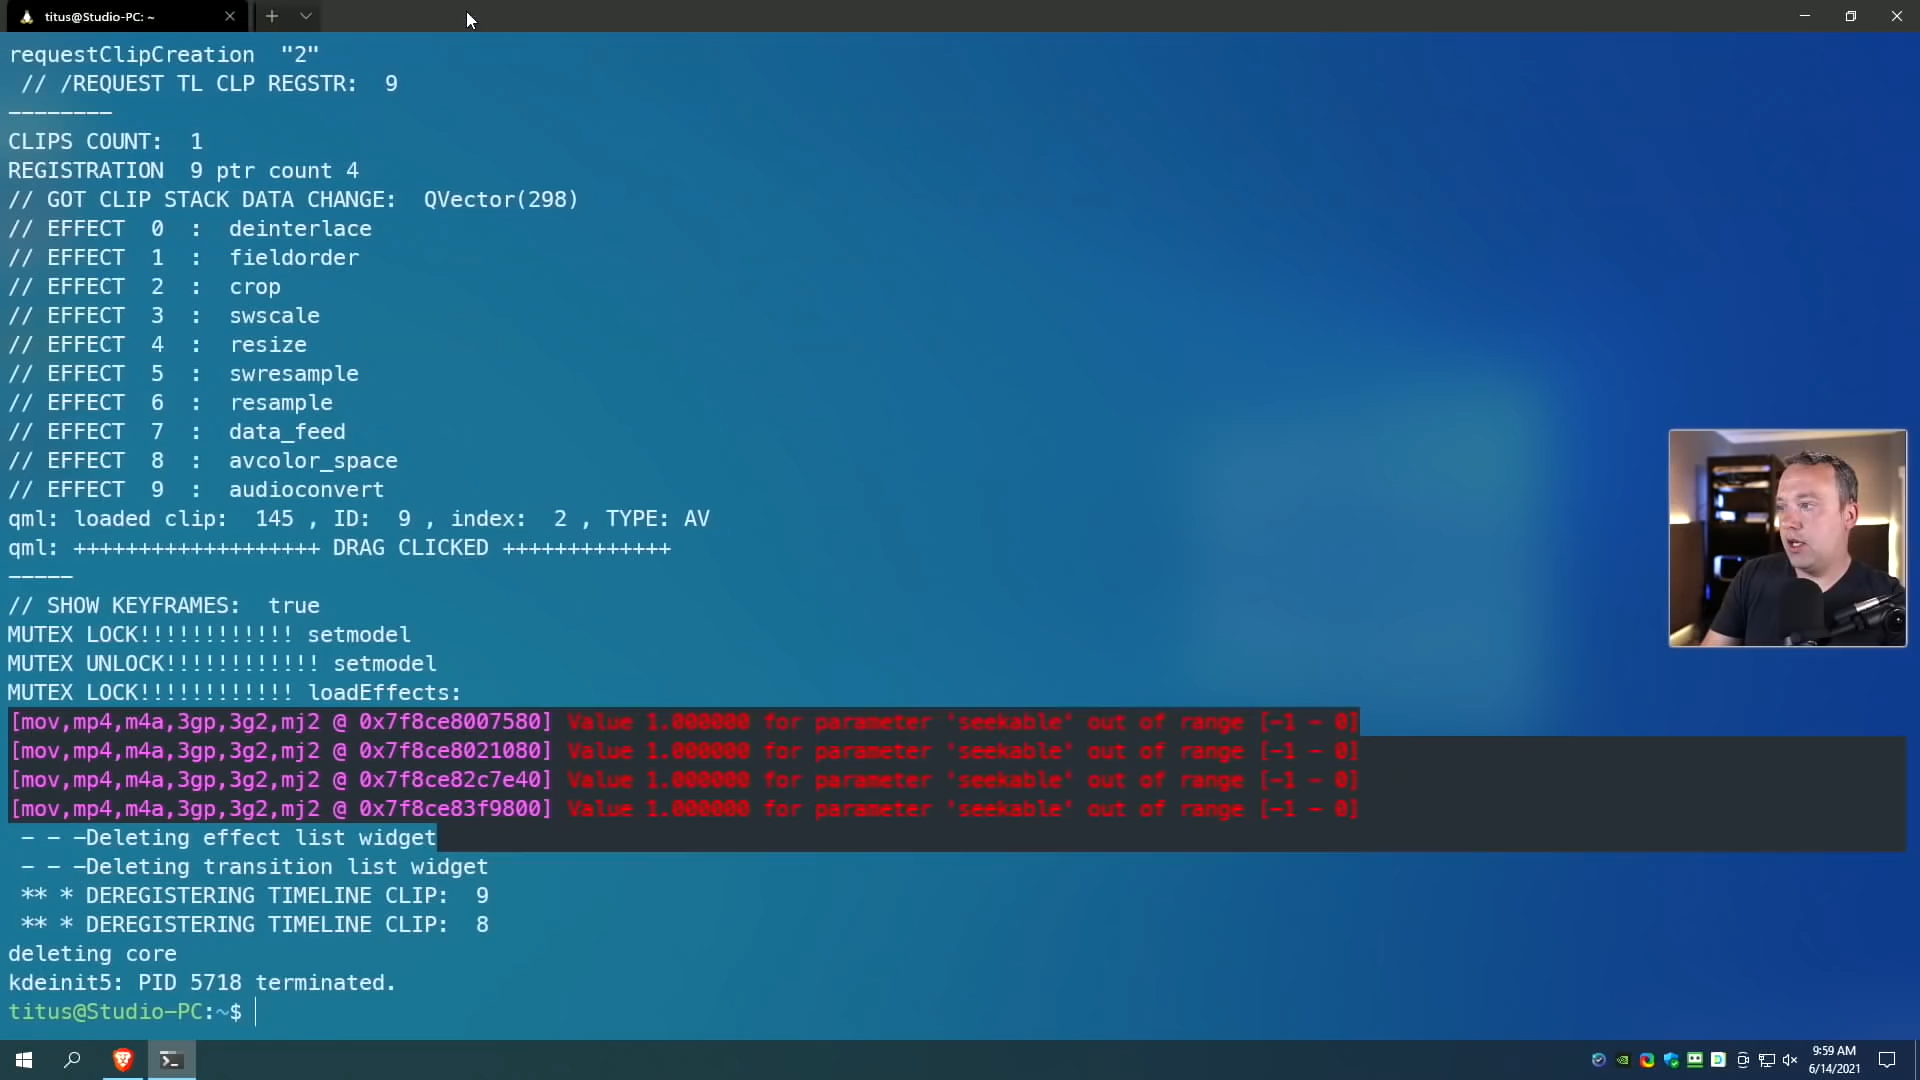 titus@Studio-PC: ~
requestClipCreation  "2"
// /REQUEST TL CLP REGSTR:  9
--------
CLIPS COUNT:  1
REGISTRATION  9 ptr count 4
// GOT CLIP STACK DATA CHANGE:  QVector(298)
// EFFECT  0  :  deinterlace
// EFFECT  1  :  fieldorder
// EFFECT  2  :  crop
// EFFECT  3  :  swscale
// EFFECT  4  :  resize
// EFFECT  5  :  swresample
// EFFECT  6  :  resample
// EFFECT  7  :  data_feed
// EFFECT  8  :  avcolor_space
// EFFECT  9  :  audioconvert
qml: loaded clip:  145 , ID:  9 , index:  2 , TYPE: AV
qml: +++++++++++++++++++ DRAG CLICKED +++++++++++++
-----
// SHOW KEYFRAMES:  true
MUTEX LOCK!!!!!!!!!!!! setmodel
MUTEX UNLOCK!!!!!!!!!!!! setmodel
MUTEX LOCK!!!!!!!!!!!! loadEffects:
[mov,mp4,m4a,3gp,3g2,mj2 @ 0x7f8ce8007580] Value 1.000000 for parameter 'seekable' out of range [-1 - 0]
[mov,mp4,m4a,3gp,3g2,mj2 @ 0x7f8ce8021080] Value 1.000000 for parameter 'seekable' out of range [-1 - 0]
[mov,mp4,m4a,3gp,3g2,mj2 @ 0x7f8ce82c7e40] Value 1.000000 for parameter 'seekable' out of range [-1 - 0]
[mov,mp4,m4a,3gp,3g2,mj2 @ 0x7f8ce83f9800] Value 1.000000 for parameter 'seekable' out of range [-1 - 0]
- - -Deleting effect list widget
- - -Deleting transition list widget
** * DEREGISTERING TIMELINE CLIP:  9
** * DEREGISTERING TIMELINE CLIP:  8
deleting core
kdeinit5: PID 5718 terminated.
titus@Studio-PC:~$
9:59 AM
6/14/2021